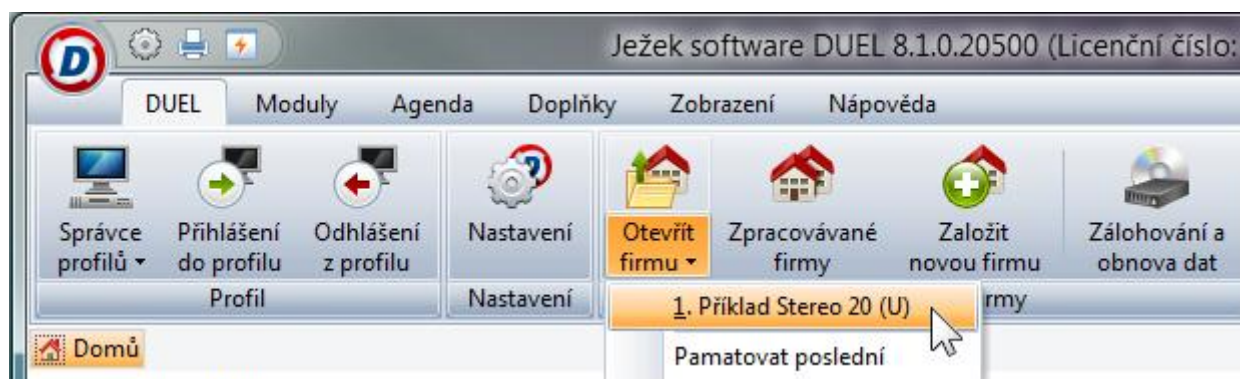 Ježek software DUEL 8.1.0.20500 (Licenční číslo:
DUEL Moduly Agenda Doplňky Zobrazení Nápověda
Správce profilů
Přihlášení do profilu
Odhlášení z profilu
Nastavení
Otevřít firmu
Zpracovávané firmy
Založit novou firmu
Zálohování a obnova dat
Profil
Nastavení
rmy
1. Příklad Stereo 20 (U)
Pamatovat poslední
Domů